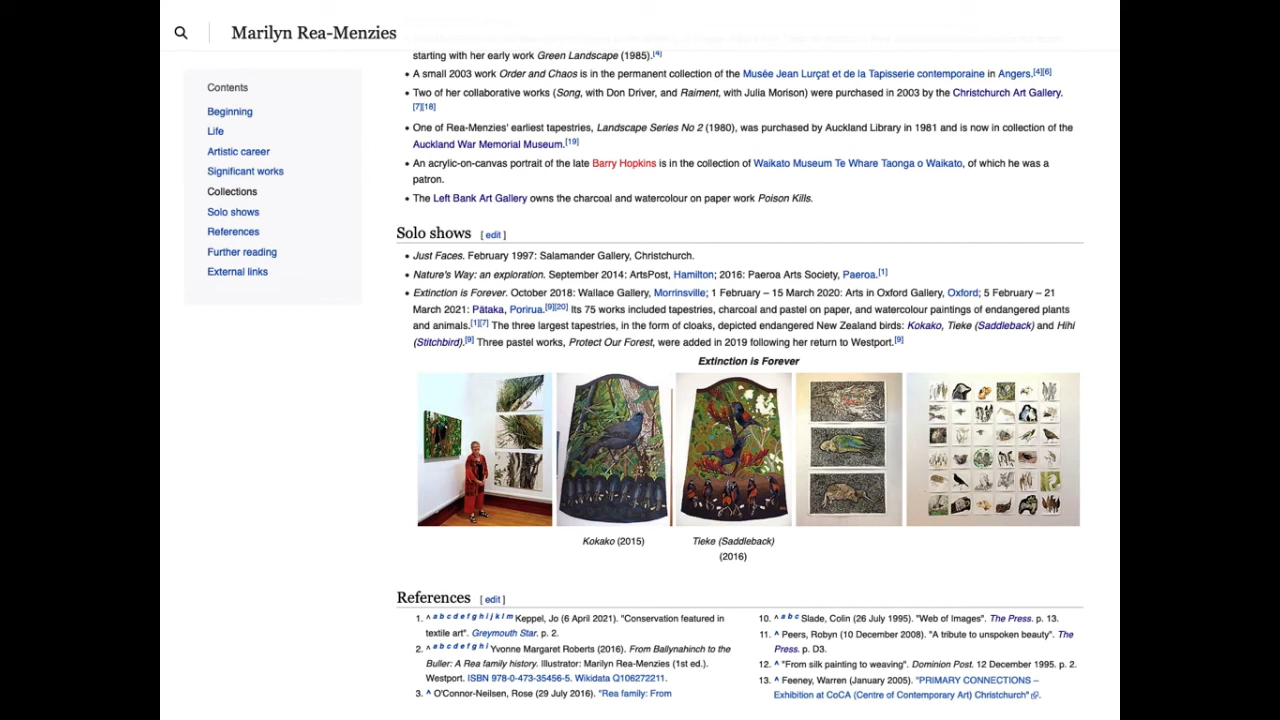 Marilyn Rea-Menzies
Contents
Beginning
Life
Artistic career
Significant works
Collections
Solo shows
References
Further reading
External links
starting with her early work Green Landscape (1985).[4]
• A small 2003 work Order and Chaos is in the permanent collection of the Musée Jean Lurçat et de la Tapisserie contemporaine in Angers.[4][6]
• Two of her collaborative works (Song, with Don Driver, and Raiment, with Julia Morison) were purchased in 2003 by the Christchurch Art Gallery.
[7][18]
• One of Rea-Menzies' earliest tapestries, Landscape Series No 2 (1980), was purchased by Auckland Library in 1981 and is now in collection of the
Auckland War Memorial Museum.[19]
• An acrylic-on-canvas portrait of the late Barry Hopkins is in the collection of Waikato Museum Te Whare Taonga o Waikato, of which he was a
patron.
• The Left Bank Art Gallery owns the charcoal and watercolour on paper work Poison Kills.
Solo shows [ edit ]
• Just Faces. February 1997: Salamander Gallery, Christchurch.
• Nature's Way: an exploration. September 2014: ArtsPost, Hamilton; 2016: Paeroa Arts Society, Paeroa.[1]
• Extinction is Forever. October 2018: Wallace Gallery, Morrinsville; 1 February – 15 March 2020: Arts in Oxford Gallery, Oxford; 5 February – 21
March 2021: Pātaka, Porirua.[9][20] Its 75 works included tapestries, charcoal and pastel on paper, and watercolour paintings of endangered plants
and animals.[1][7] The three largest tapestries, in the form of cloaks, depicted endangered New Zealand birds: Kokako, Tieke (Saddleback) and Hihi
(Stitchbird).[9] Three pastel works, Protect Our Forest, were added in 2019 following her return to Westport.[9]
Extinction is Forever
Kokako (2015)
Tieke (Saddleback)
(2016)
References [ edit ]
1. ^ a b c d e f g h i j k l m Keppel, Jo (6 April 2021). "Conservation featured in
textile art". Greymouth Star. p. 2.
2. ^ a b c d e f g h i Yvonne Margaret Roberts (2016). From Ballynahinch to the
Buller: A Rea family history. Illustrator: Marilyn Rea-Menzies (1st ed.).
Westport. ISBN 978-0-473-35456-5. Wikidata Q106272211.
3. ^ O'Connor-Neilsen, Rose (29 July 2016). "Rea family: From
10. ^ a b c Slade, Colin (26 July 1995). "Web of Images". The Press. p. 13.
11. ^ Peers, Robyn (10 December 2008). "A tribute to unspoken beauty". The
Press. p. D3.
12. ^ "From silk painting to weaving". Dominion Post. 12 December 1995. p. 2.
13. ^ Feeney, Warren (January 2005). "PRIMARY CONNECTIONS –
Exhibition at CoCA (Centre of Contemporary Art) Christchurch".